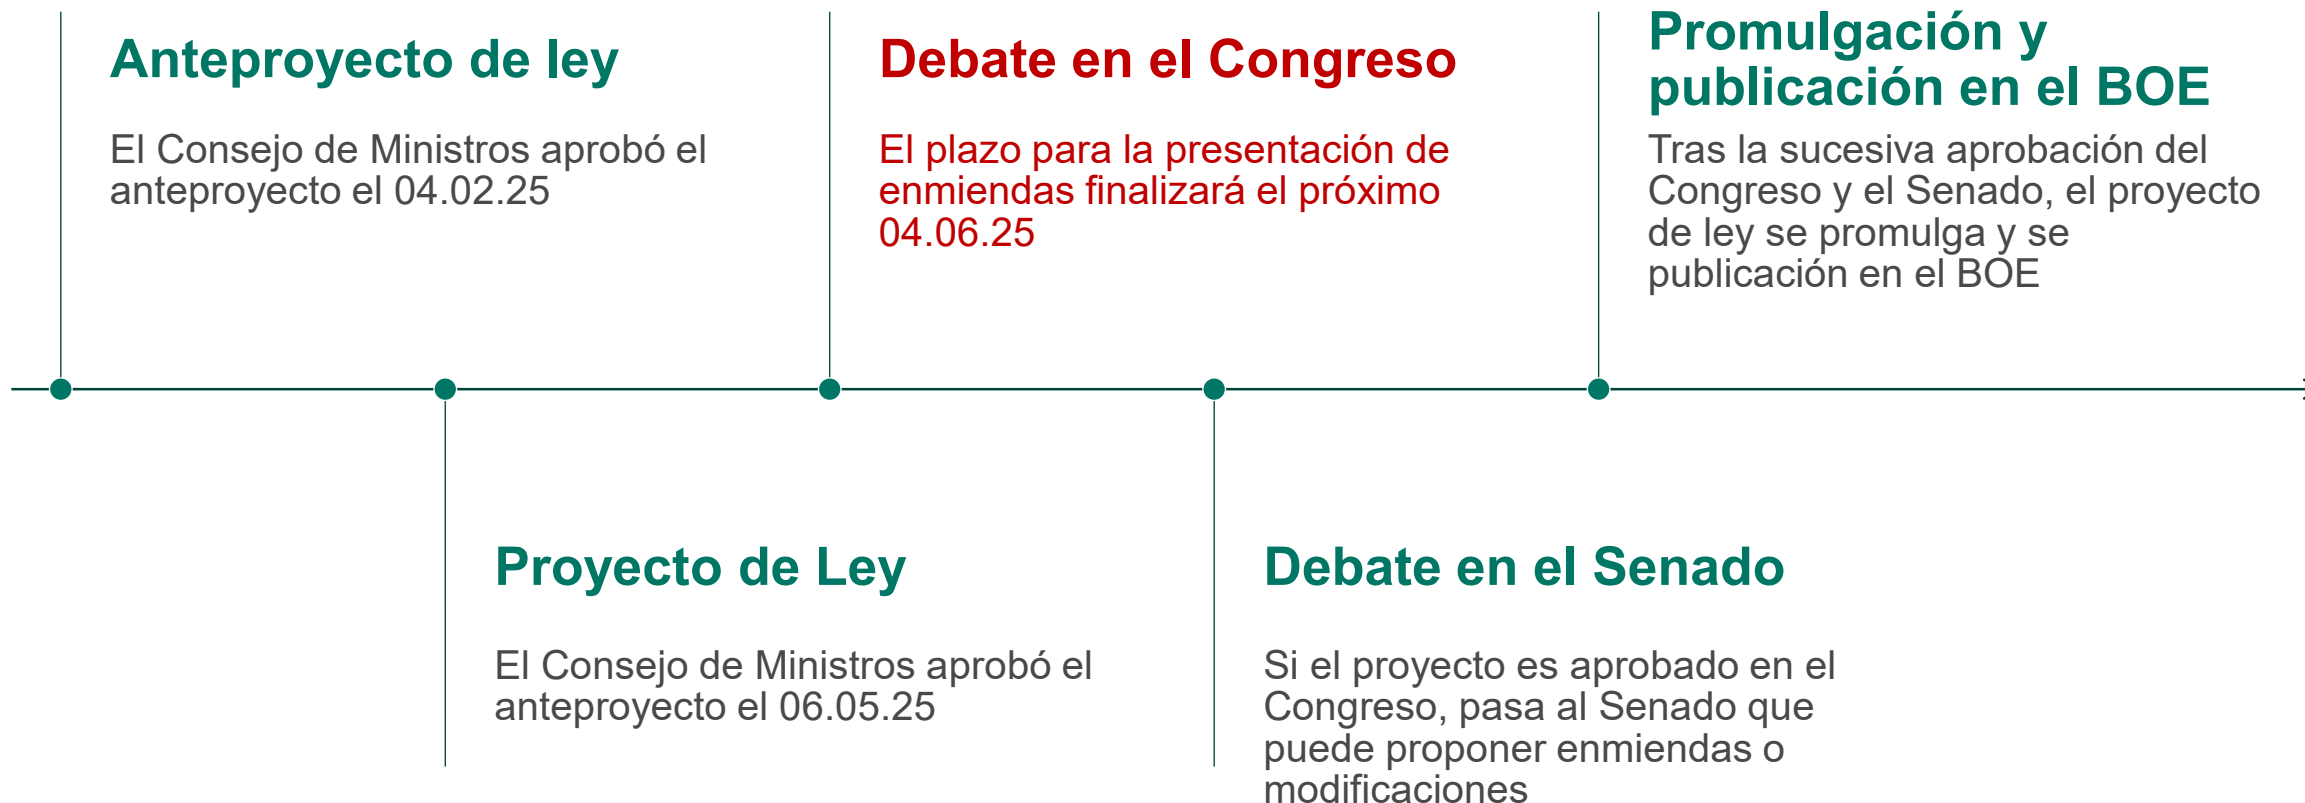 Anteproyecto de ley
El Consejo de Ministros aprobó el
anteproyecto el 04.02.25
Debate en el Congreso
El plazo para la presentación de
enmiendas finalizará el próximo
04.06.25
Promulgación y
publicación en el BOE
Tras la sucesiva aprobación del
Congreso y el Senado, el proyecto
de ley se promulga y se
publicación en el BOE
Proyecto de Ley
El Consejo de Ministros aprobó el
anteproyecto el 06.05.25
Debate en el Senado
Si el proyecto es aprobado en el
Congreso, pasa al Senado que
puede proponer enmiendas o
modificaciones